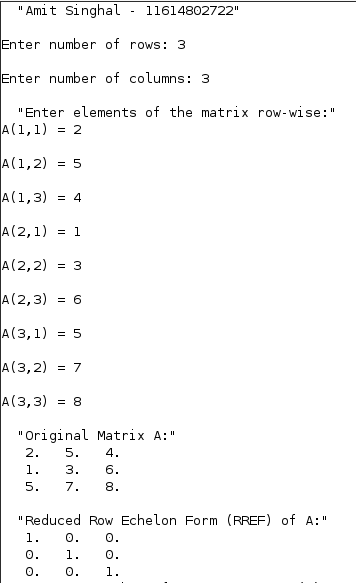 "Amit Singhal - 11614802722"
Enter number of rows: 3
Enter number of columns: 3
"Enter elements of the matrix row-wise:"
A(1,1) = 2
A(1,2) = 5
A(1,3) = 4
A(2,1) = 1
A(2,2) = 3
A(2,3) = 6
A(3,1) = 5
A(3,2) = 7
A(3,3) = 8
"Original Matrix A:"
2. 5. 4.
1. 3. 6.
5. 7. 8.
"Reduced Row Echelon Form (RREF) of A:"
1. 0. 0.
0. 1. 0.
0. 0. 1.